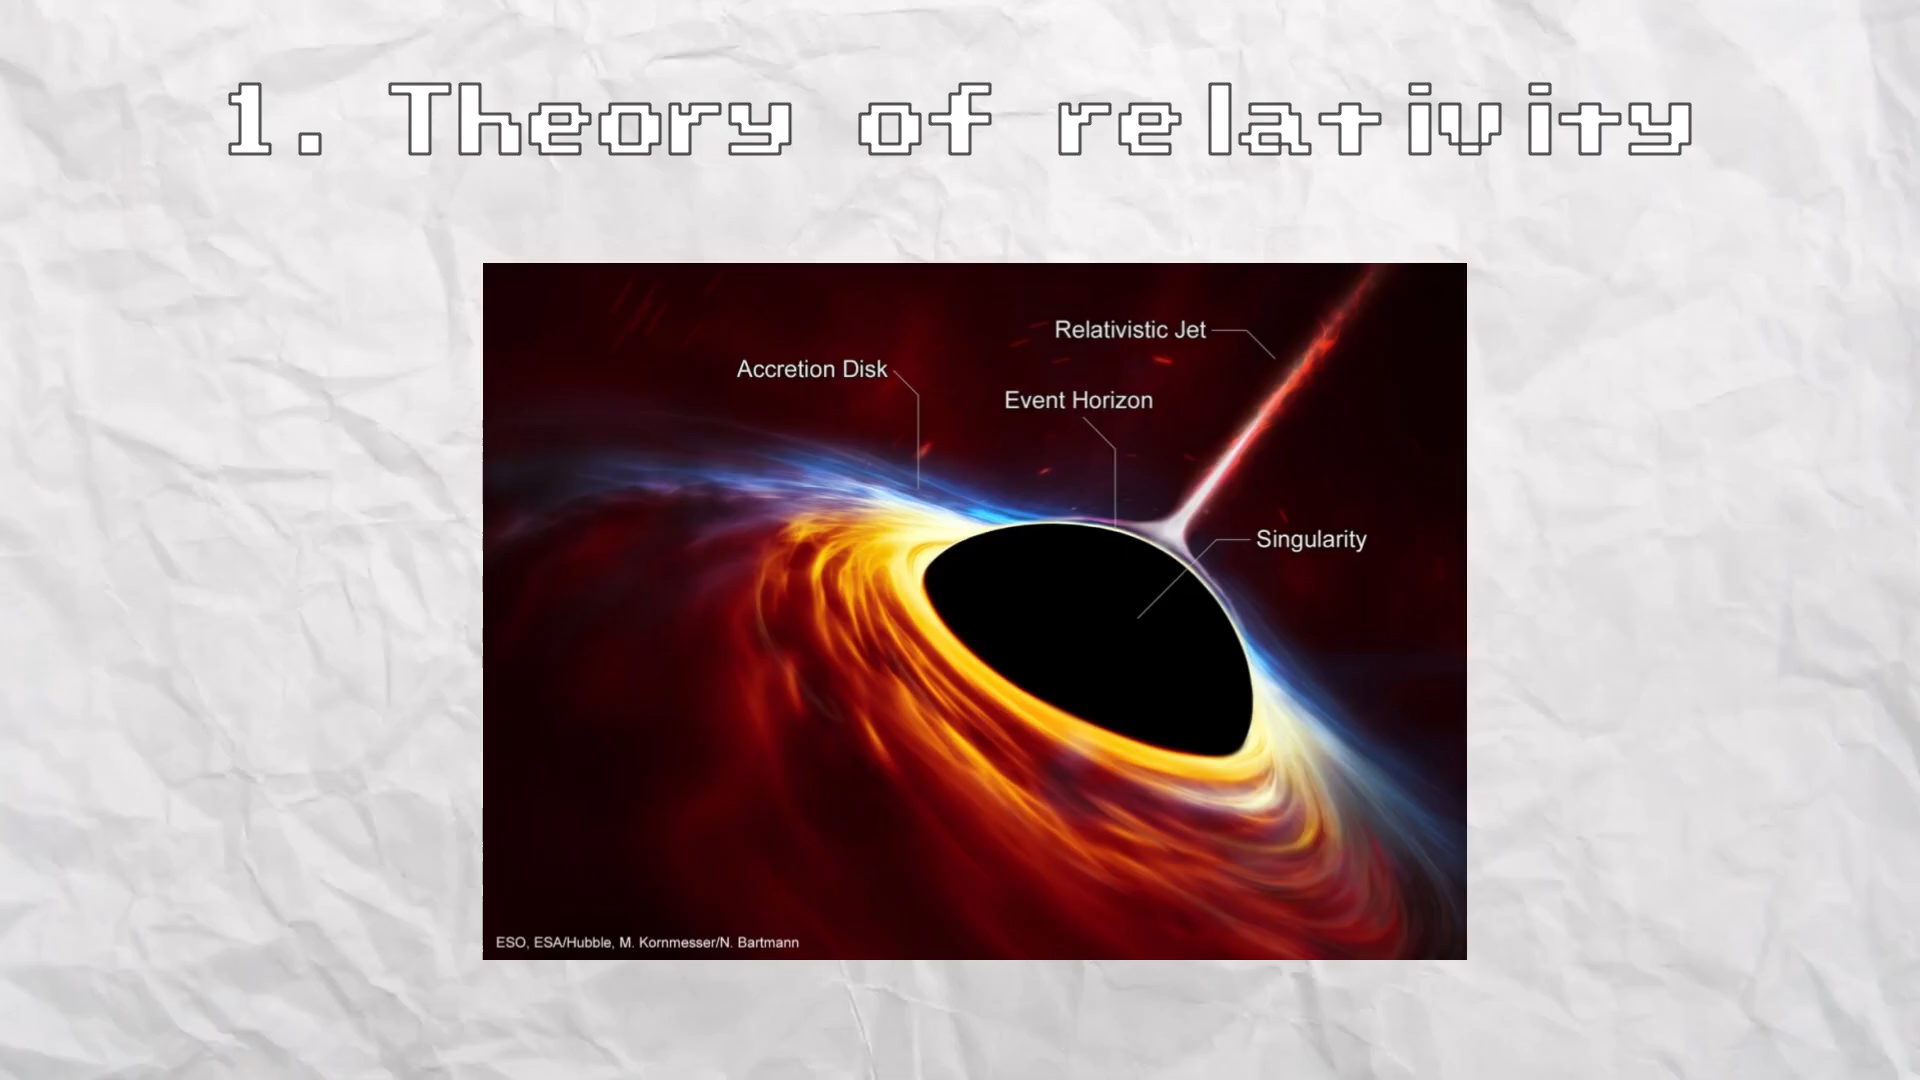 1. Theory of relativity
Relativistic Jet
Accretion Disk
Event Horizon
Singularity
ESO, ESA/Hubble, M. Kornmesser/N. Bartmann